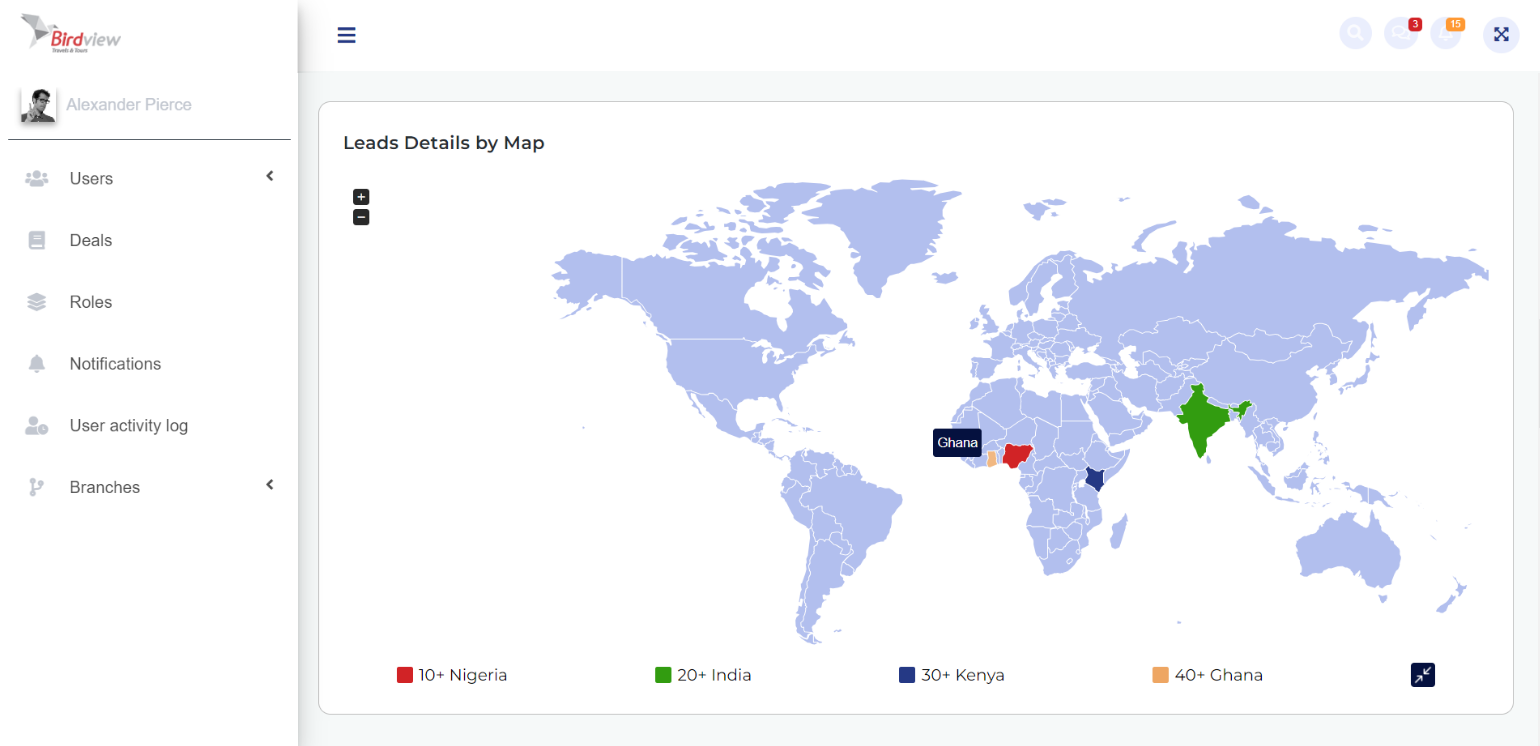 Birdview
Travels & Tours
3
15
Alexander Pierce
Users
Deals
Roles
Notifications
User activity log
Branches
Leads Details by Map
+
−
Ghana
10+ Nigeria
20+ India
30+ Kenya
40+ Ghana